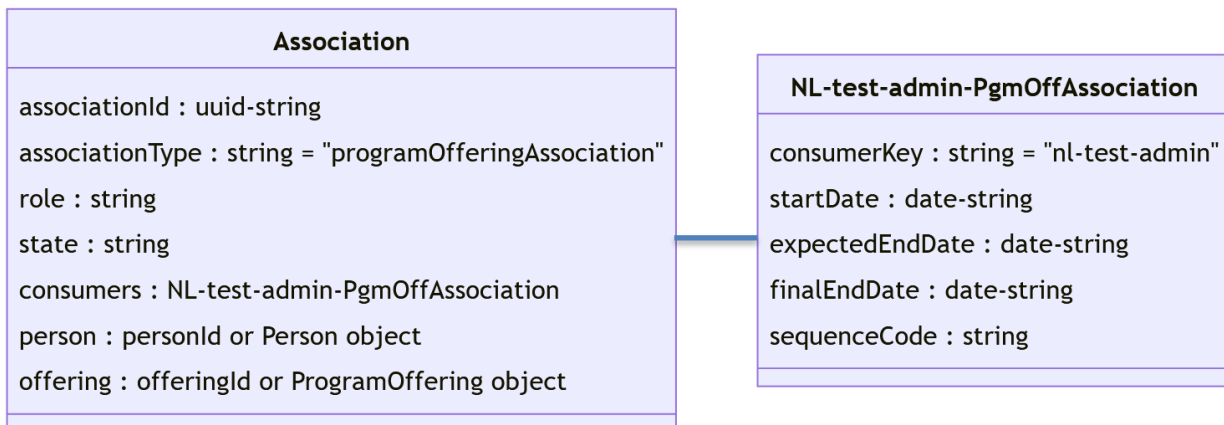 Association
associationId : uuid-string
associationType : string = "programOfferingAssociation"
role : string
state : string
consumers : NL-test-admin-PgmOffAssociation
person : personId or Person object
offering : offeringId or ProgramOffering object
NL-test-admin-PgmOffAssociation
consumerKey : string = "nl-test-admin"
startDate : date-string
expectedEndDate : date-string
finalEndDate : date-string
sequenceCode : string